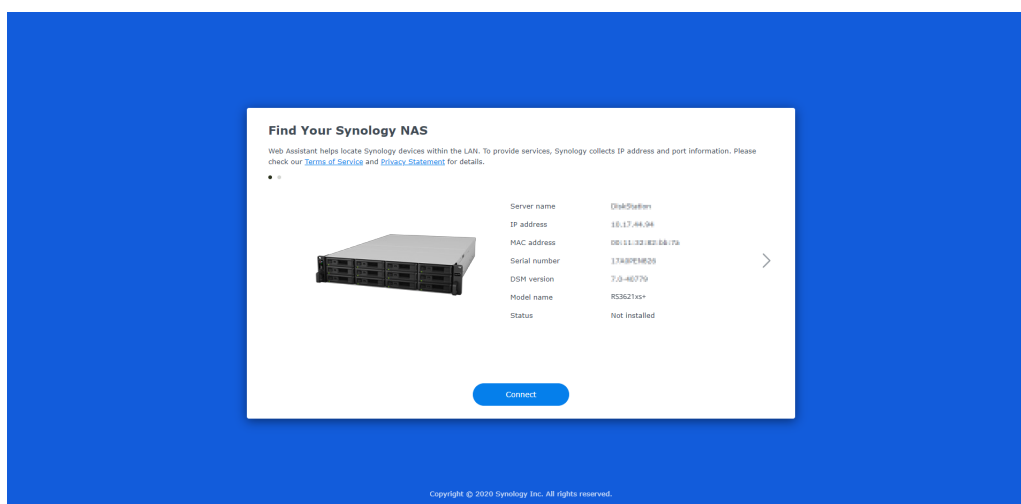 Find Your Synology NAS
Web Assistant helps locate Synology devices within the LAN. To provide services, Synology collects IP address and port information. Please
check our Terms of Service and Privacy Statement for details.
Server name DiskStation
IP address
MAC address
Serial number
DSM version
Model name RS3621xs+
Status Not installed
Connect
Copyright © 2020 Synology Inc. All rights reserved.